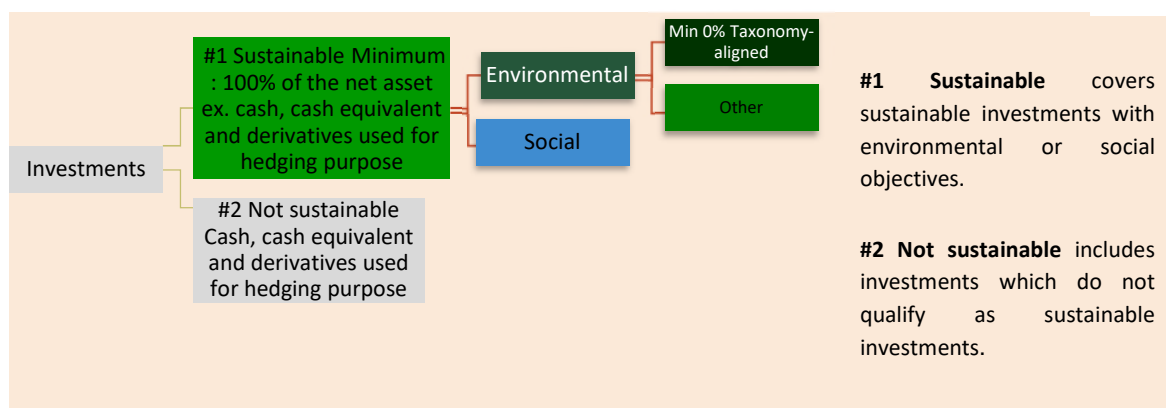 Investments
#1 Sustainable Minimum
: 100% of the net asset
ex. cash, cash equivalent
and derivatives used for
hedging purpose
#2 Not sustainable
Cash, cash equivalent
and derivatives used
for hedging purpose
Environmental
Social
Min 0% Taxonomy-
aligned
Other
#1 Sustainable covers
sustainable investments with
environmental or social
objectives.
#2 Not sustainable includes
investments which do not
qualify as sustainable
investments.